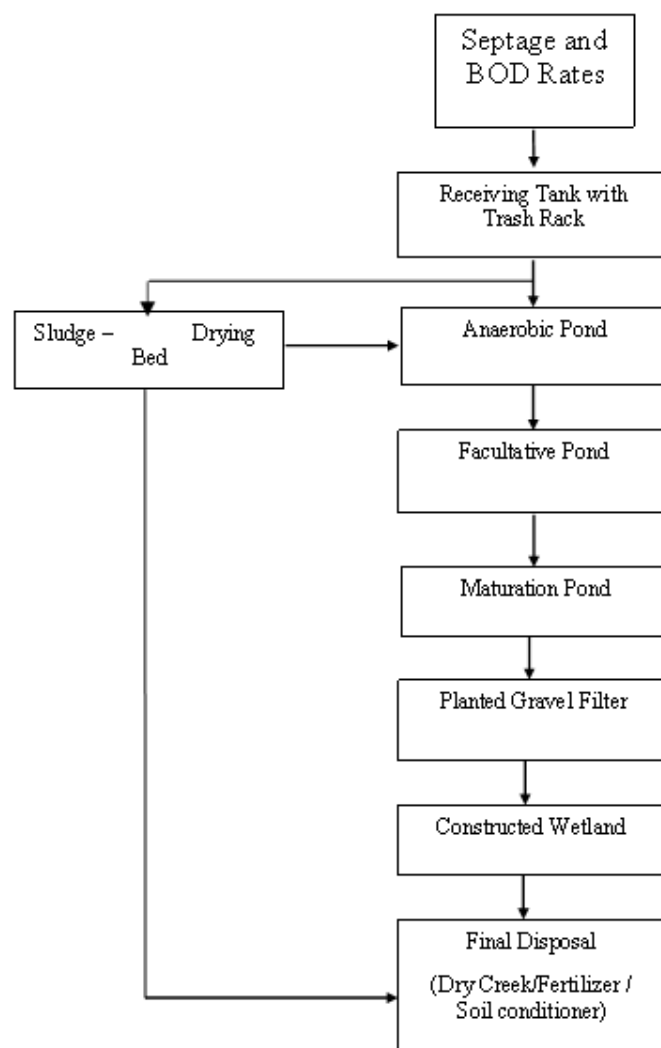 Septage and
BOD Rates
Receiving Tank with
Trash Rack
Sludge – Drying
Bed
Anaerobic Pond
Facultative Pond
Maturation Pond
Planted Gravel Filter
Constructed Wetland
Final Disposal
(Dry Creek/Fertilizer /
Soil conditioner)